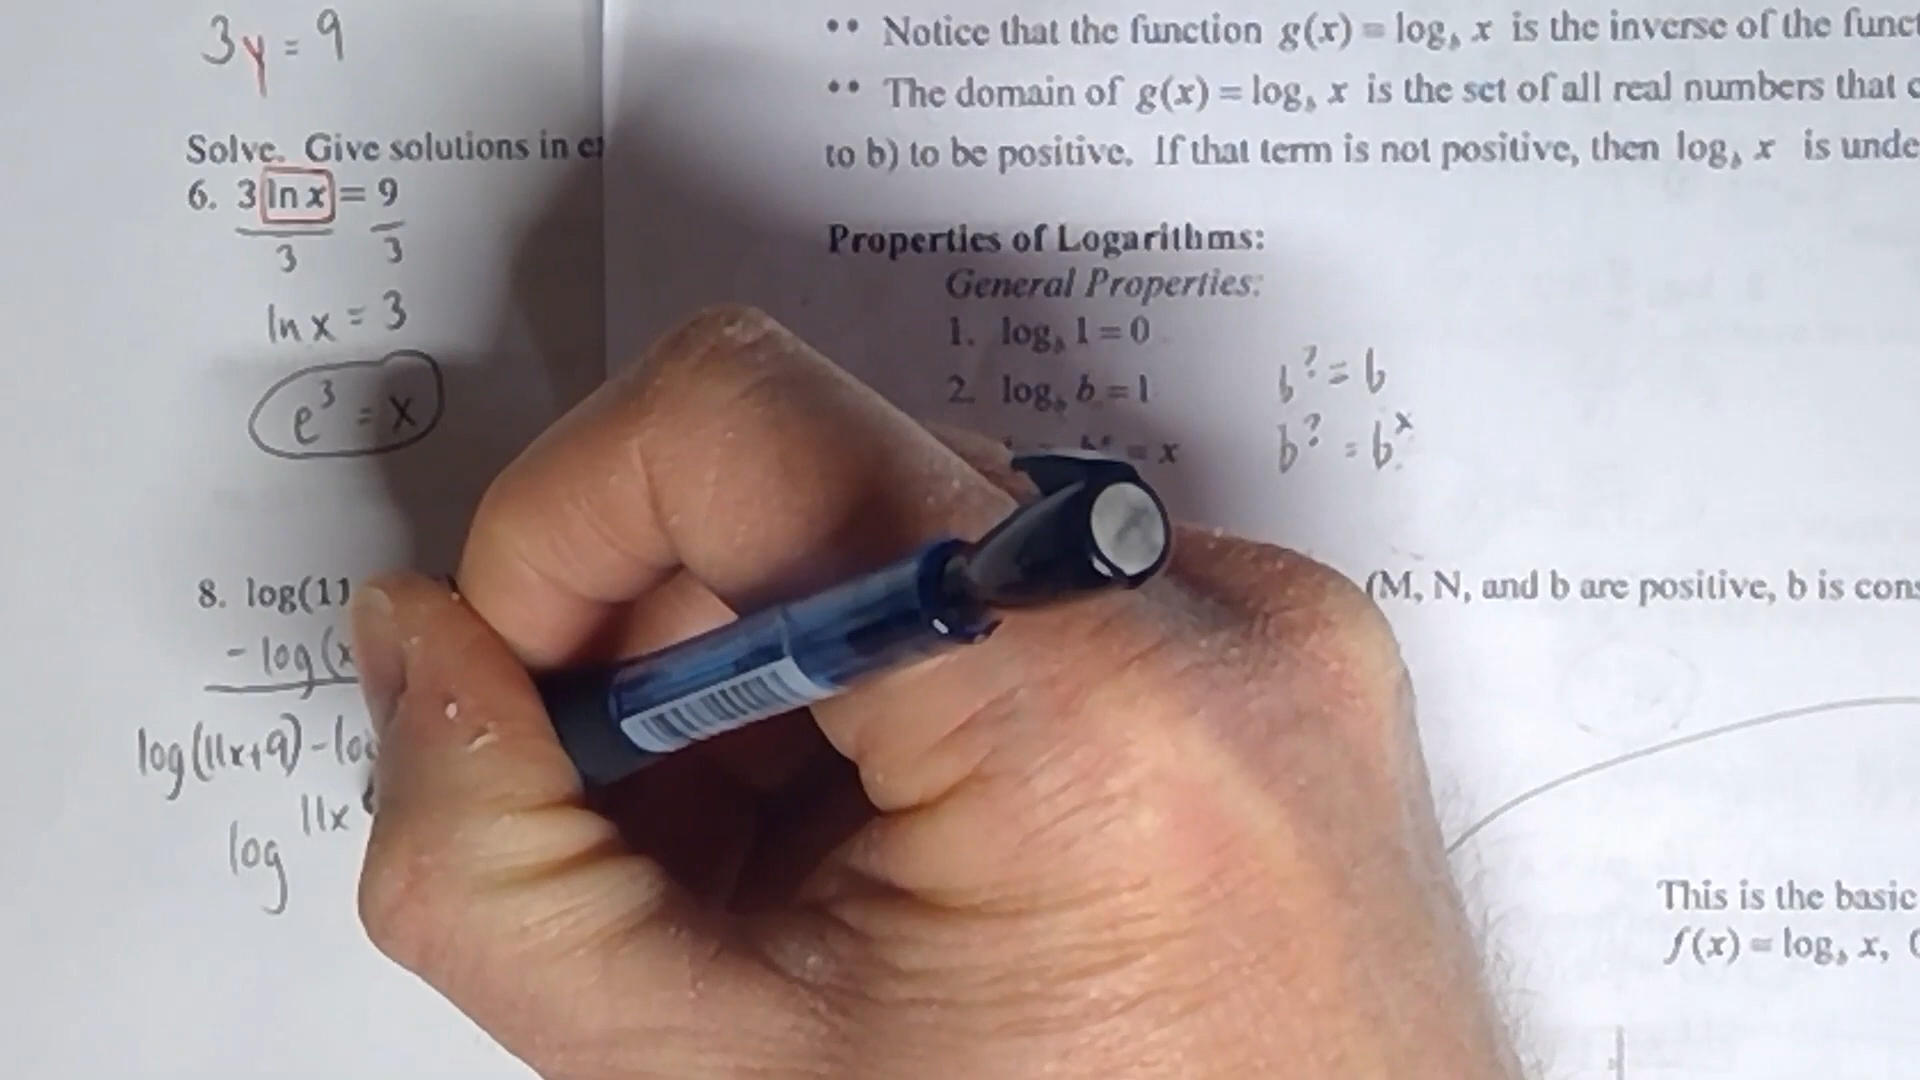 3y = 9
Solve. Give solutions in
6. 3 ln x = 9
3 3
ln x = 3
e³ = x
8. log(11
- log(x
log(11x+9) - lo
log 11x
•• Notice that the function g(x) = log_b x is the inverse of the
•• The domain of g(x) = log_b x is the set of all real numbers that
to b) to be positive. If that term is not positive, then log_b x is
Properties of Logarithms:
General Properties:
1. log_b 1 = 0
2. log_b b = 1
b^? = b
= x
b^? = b^x
(M, N, and b are positive, b is
This is the basic
f(x) = log_b x,